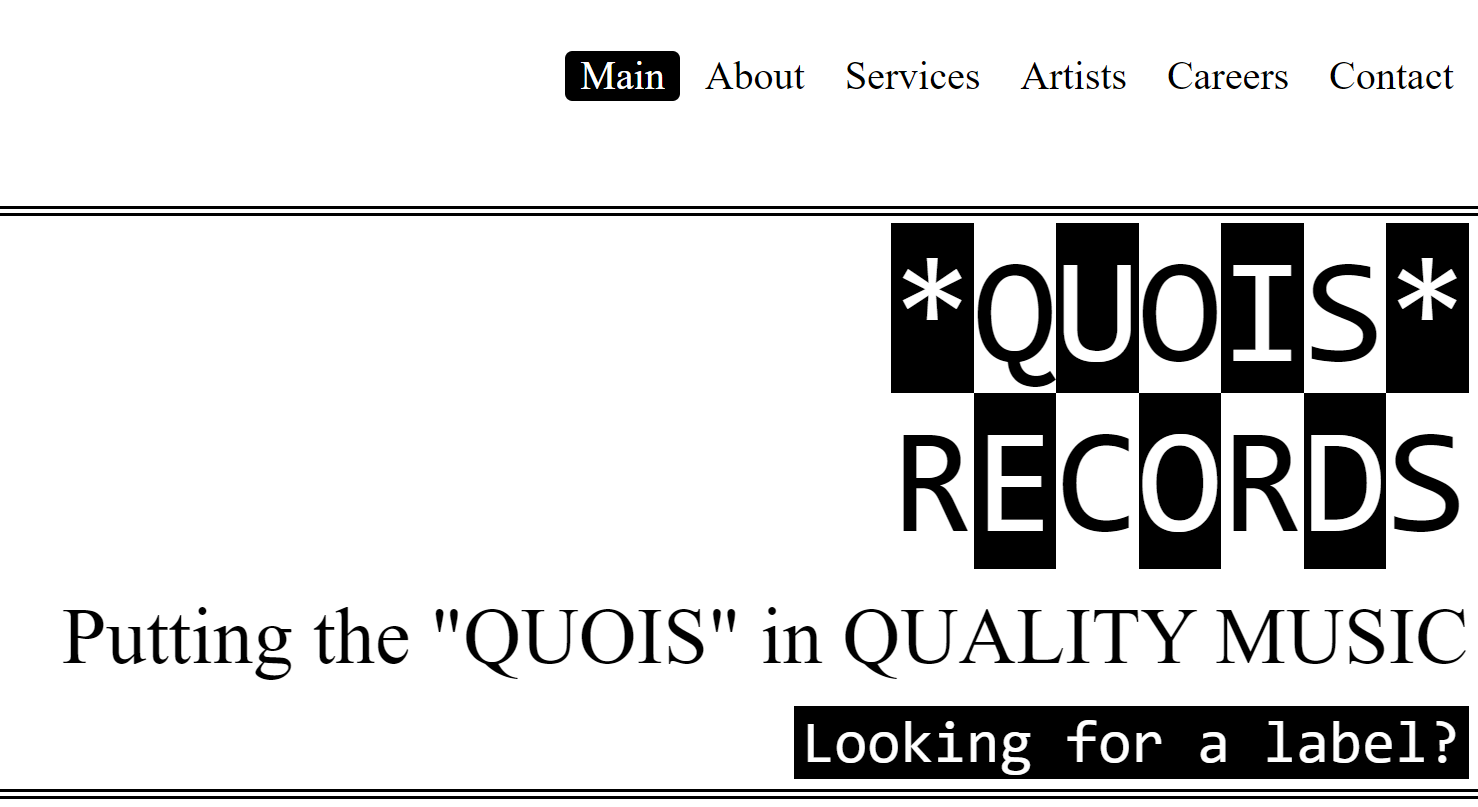 Main About Services Artists Careers Contact
*QUOIS*
RECORDS
Putting the "QUOIS" in QUALITY MUSIC
Looking for a label?